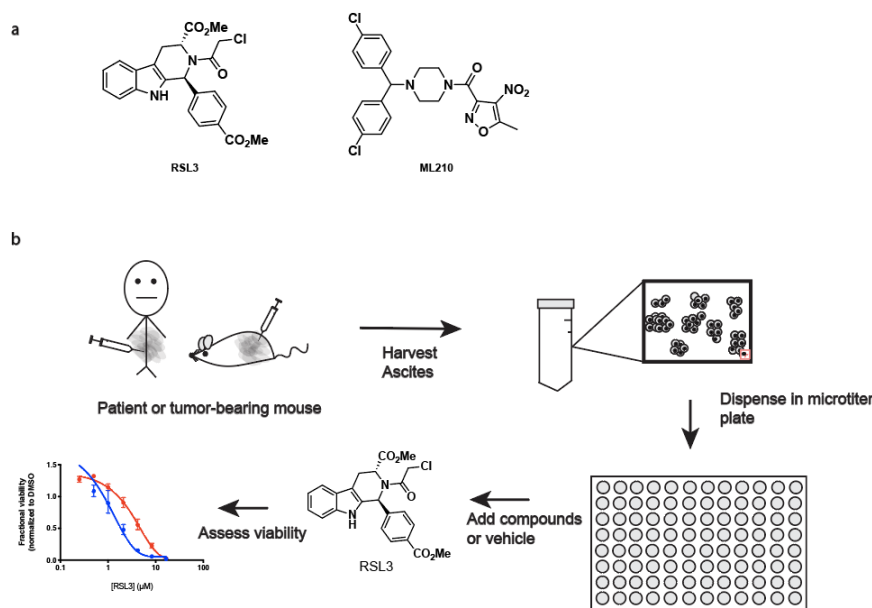 a
CO₂Me
Cl
N
O
NH
CO₂Me
RSL3
Cl
N
N
O
NO₂
N
O
Cl
ML210
b
Patient or tumor-bearing mouse
Harvest
Ascites
Dispense in microtiter
plate
Add compounds
or vehicle
CO₂Me
Cl
N
O
N
H
CO₂Me
RSL3
Assess viability
Fractional viability
(normalized to DMSO)
1.5
1.0
0.5
0.0
0.1
1
10
100
[RSL3] (μM)